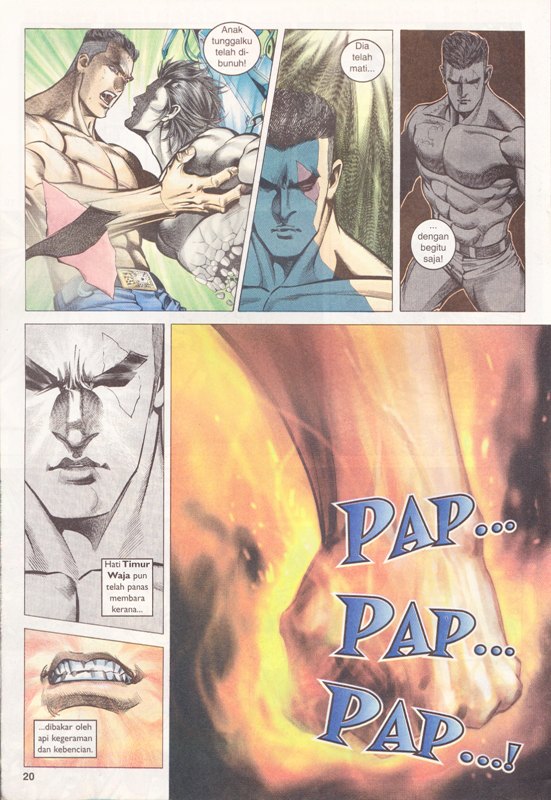 Anak
tunggalku
telah di-
bunuh!
Dia
telah
mati...
...
dengan
begitu
saja!
Hati Timur
Waja pun
telah panas
membara
kerana...
...dibakar oleh
api kegeraman
dan kebencian.
PAP...
PAP...
PAP...!
20